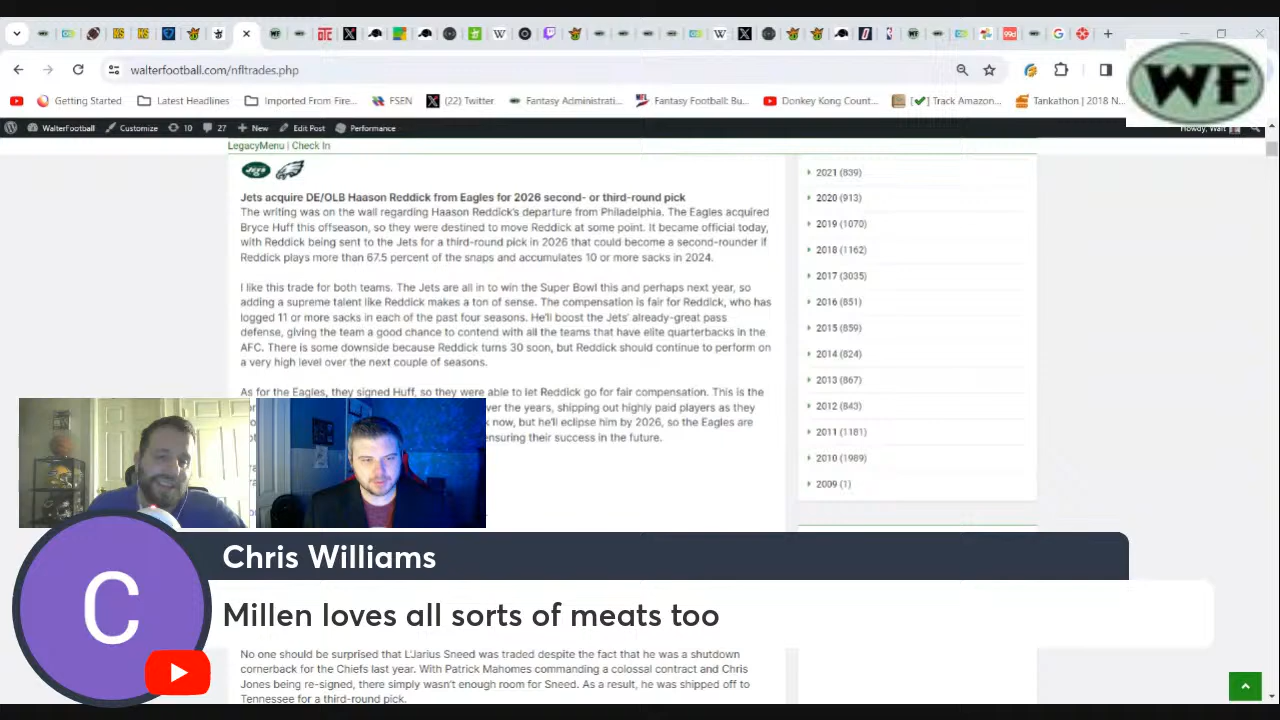 walterfootball.com/nfltrades.php
WF
Getting Started
Latest Headlines
Imported From Fire...
FSEN
(22) Twitter
Fantasy Administrati...
Fantasy Football: Bu...
Donkey Kong Count...
Track Amazon...
Tankathon | 2018 N...
WalterFootball
Customize
10
27
New
Edit Post
Performance
Howdy, Walt
LegacyMenu | Check In
JETS
Jets acquire DE/OLB Haason Reddick from Eagles for 2026 second- or third-round pick
The writing was on the wall regarding Haason Reddick's departure from Philadelphia. The Eagles acquired
Bryce Huff this offseason, so they were destined to move Reddick at some point. It became official today,
with Reddick being sent to the Jets for a third-round pick in 2026 that could become a second-rounder if
Reddick plays more than 67.5 percent of the snaps and accumulates 10 or more sacks in 2024.
I like this trade for both teams. The Jets are all in to win the Super Bowl this and perhaps next year, so
adding a supreme talent like Reddick makes a ton of sense. The compensation is fair for Reddick, who has
logged 11 or more sacks in each of the past four seasons. He'll boost the Jets' already-great pass
defense, giving the team a good chance to contend with all the teams that have elite quarterbacks in the
AFC. There is some downside because Reddick turns 30 soon, but Reddick should continue to perform on
a very high level over the next couple of seasons.
As for the Eagles, they signed Huff, so they were able to let Reddick go for fair compensation. This is the
over the years, shipping out highly paid players as they
now, but he'll eclipse him by 2026, so the Eagles are
ensuring their success in the future.
2021 (839)
2020 (913)
2019 (1070)
2018 (1162)
2017 (3035)
2016 (851)
2015 (859)
2014 (824)
2013 (867)
2012 (843)
2011 (1181)
2010 (1989)
2009 (1)
C
Chris Williams
Millen loves all sorts of meats too
No one should be surprised that L'Jarius Sneed was traded despite the fact that he was a shutdown
cornerback for the Chiefs last year. With Patrick Mahomes commanding a colossal contract and Chris
Jones being re-signed, there simply wasn't enough room for Sneed. As a result, he was shipped off to
Tennessee for a third-round pick.